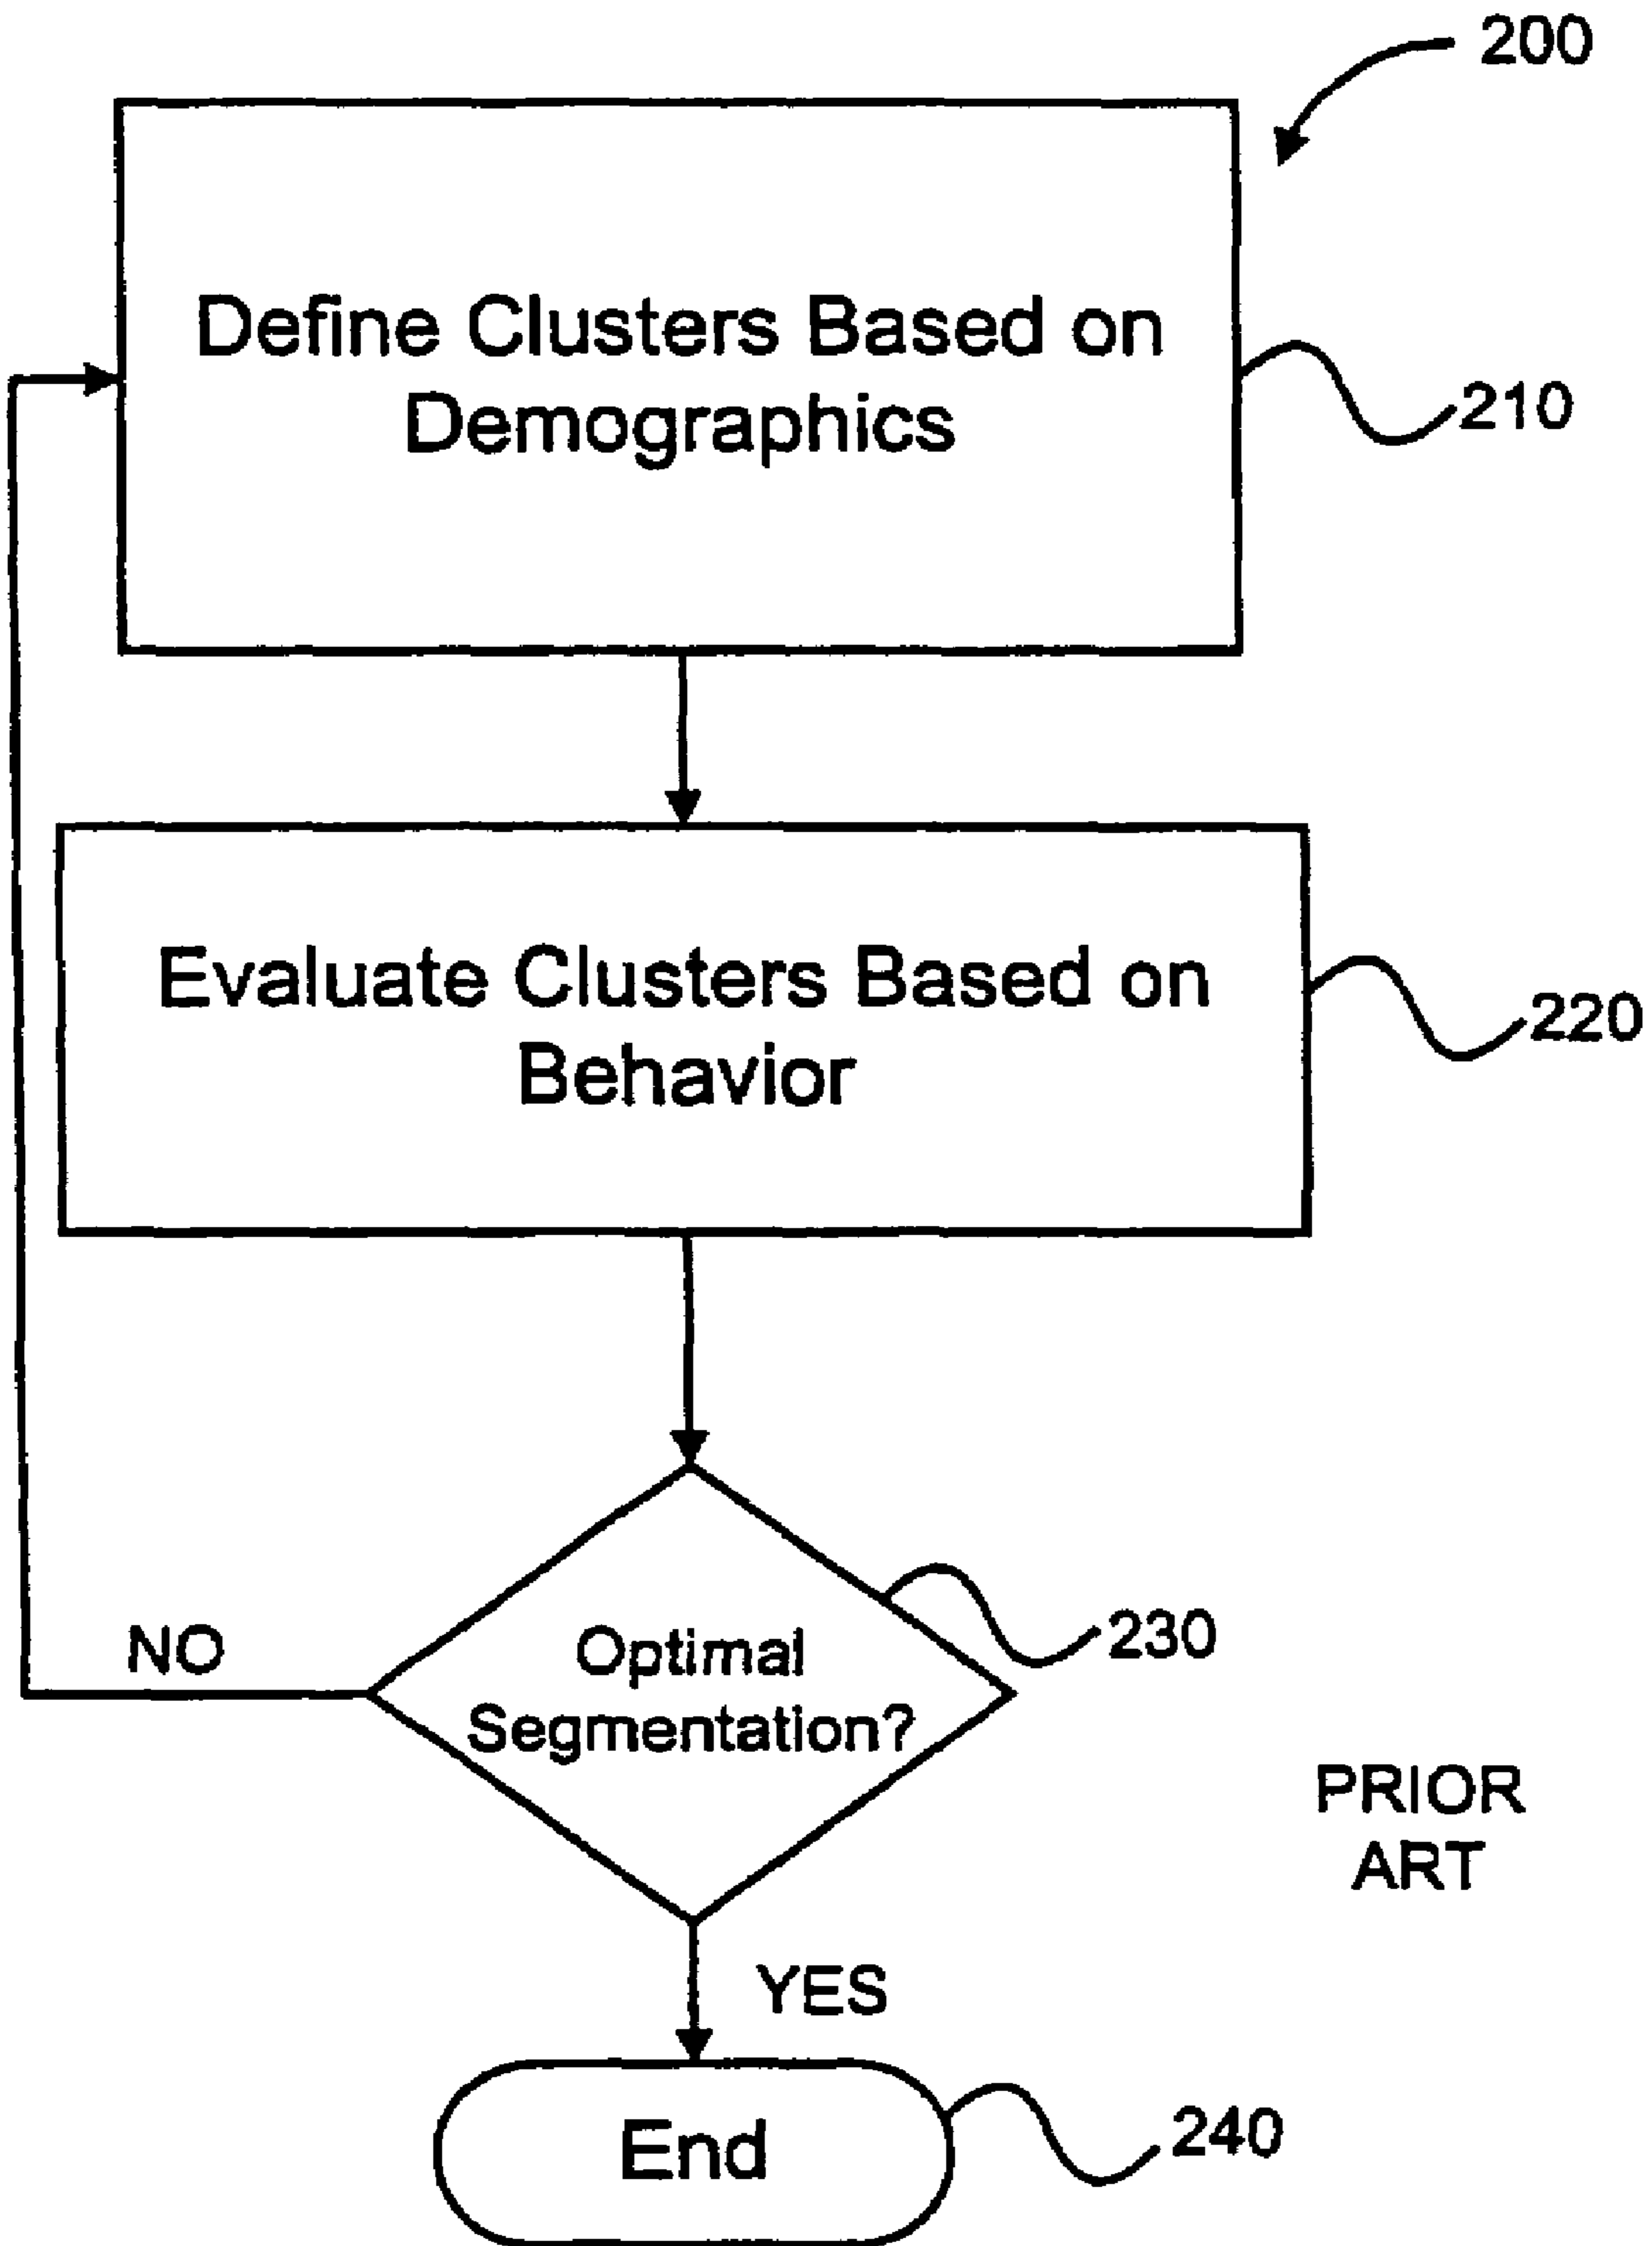 200
Define Clusters Based on
Demographics
210
Evaluate Clusters Based on
Behavior
220
Optimal
Segmentation?
230
NO
PRIOR
ART
YES
End
240